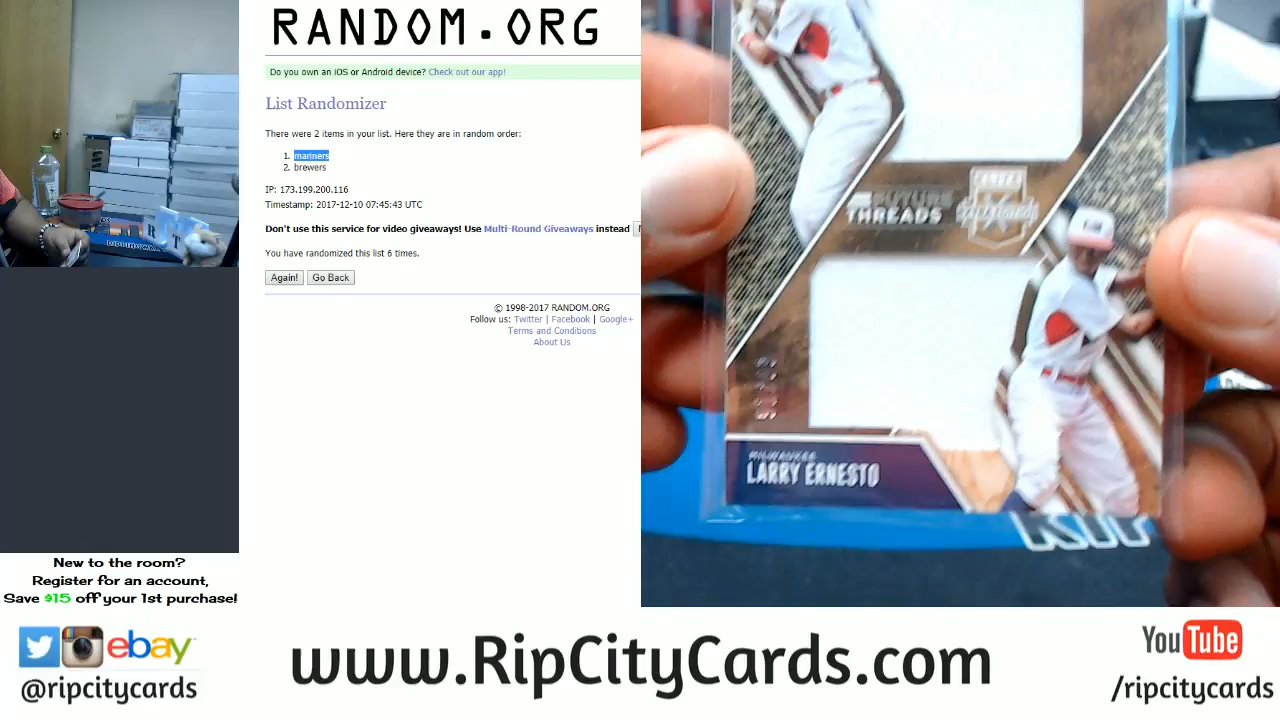 RANDOM.ORG
Do you own an iOS or Android device? Check out our app!
List Randomizer
There were 2 items in your list. Here they are in random order:
1. mariners
2. brewers
IP: 173.199.200.116
Timestamp: 2017-12-10 07:45:43 UTC
Don't use this service for video giveaways! Use Multi-Round Giveaways instead
You have randomized this list 6 times.
Again! Go Back
© 1998-2017 RANDOM.ORG
Follow us: Twitter | Facebook | Google+
Terms and Conditions
About Us
FUTURE
THREADS
MILWAUKEE
LARRY ERNESTO
RIP
New to the room?
Register for an account,
Save $15 off your 1st purchase!
ebay
@ripcitycards
www.RipCityCards.com
YouTube
/ripcitycards